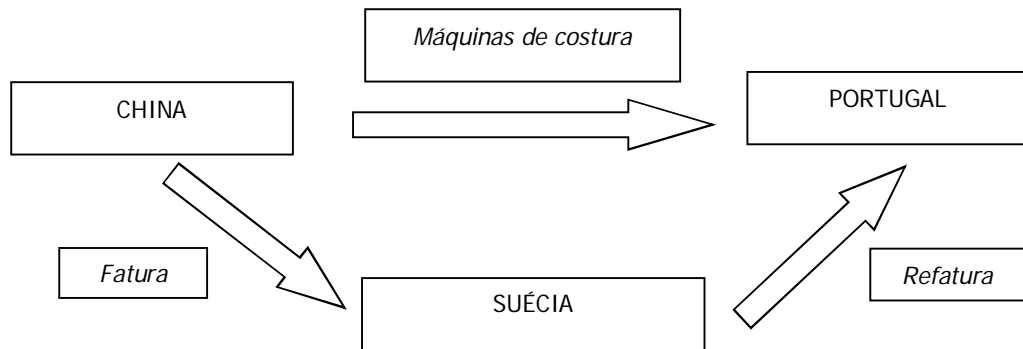 Máquinas de costura
CHINA
PORTUGAL
Fatura
Refatura
SUÉCIA